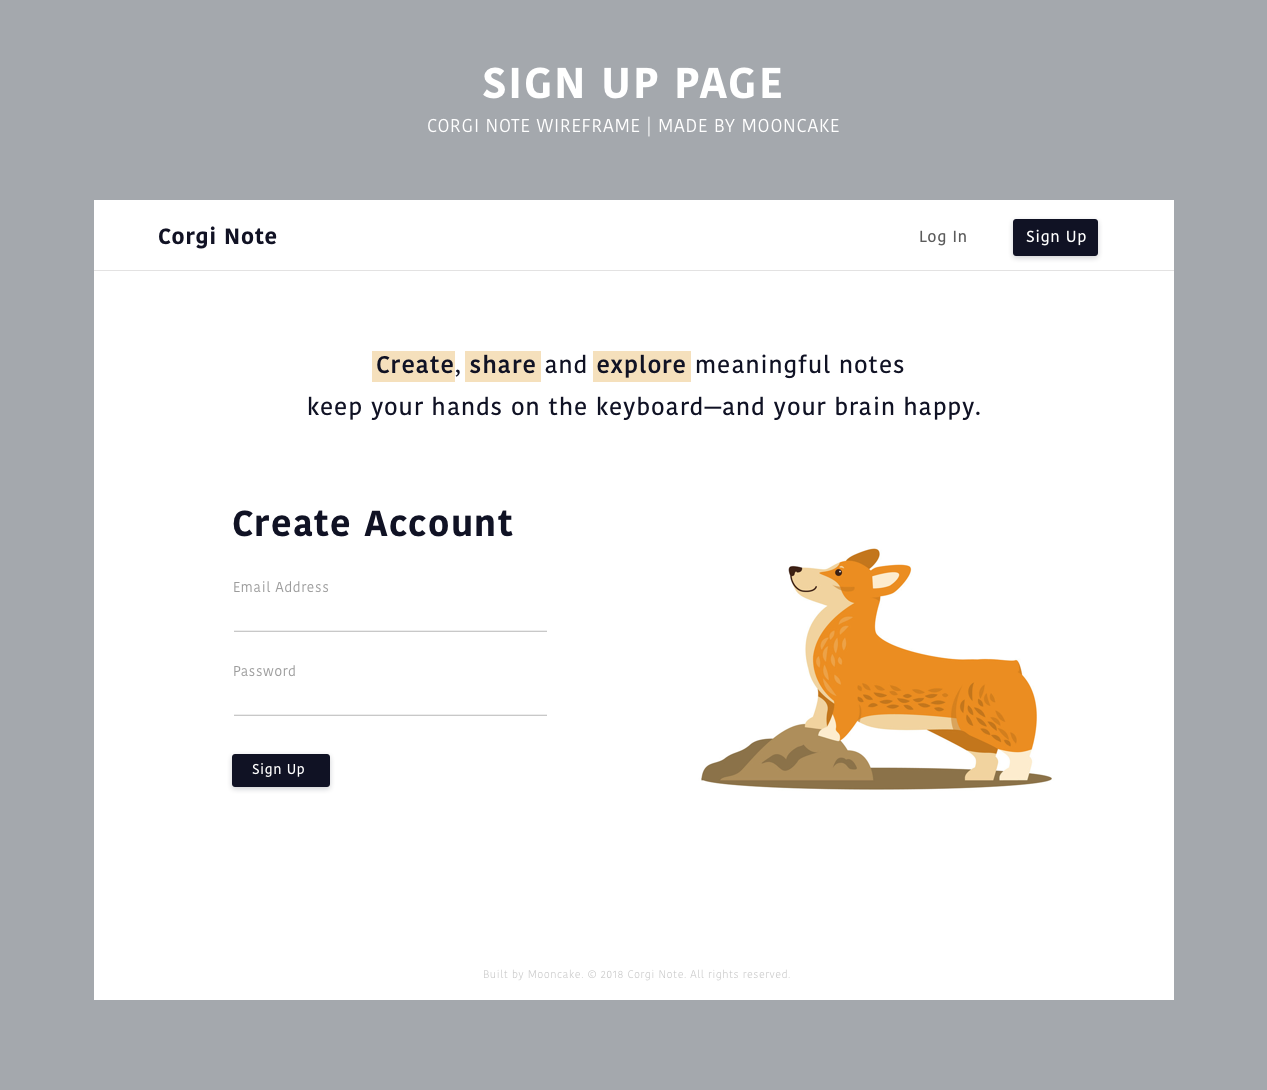 SIGN UP PAGE
CORGI NOTE WIREFRAME | MADE BY MOONCAKE
Corgi Note
Log In
Sign Up
Create, share and explore meaningful notes
keep your hands on the keyboard—and your brain happy.
Create Account
Email Address
Password
Sign Up
Built by Mooncake. © 2018 Corgi Note. All rights reserved.